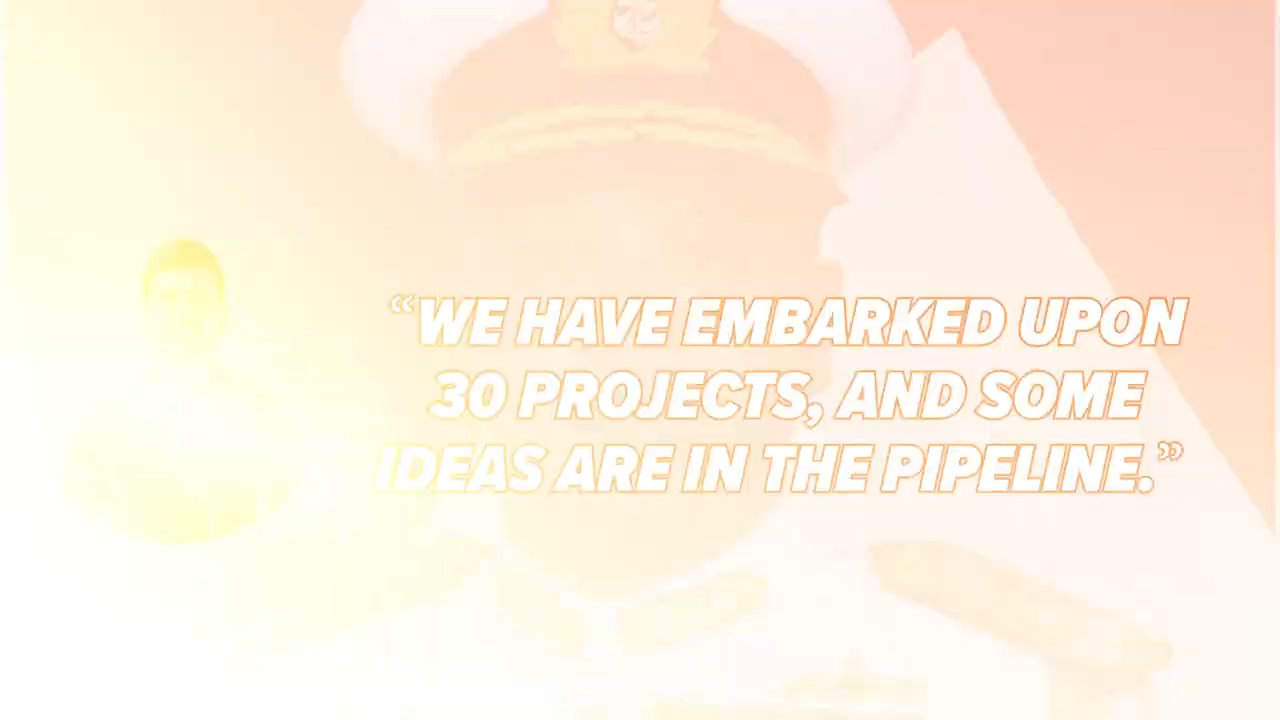 “WE HAVE EMBARKED UPON
30 PROJECTS, AND SOME
IDEAS ARE IN THE PIPELINE.”